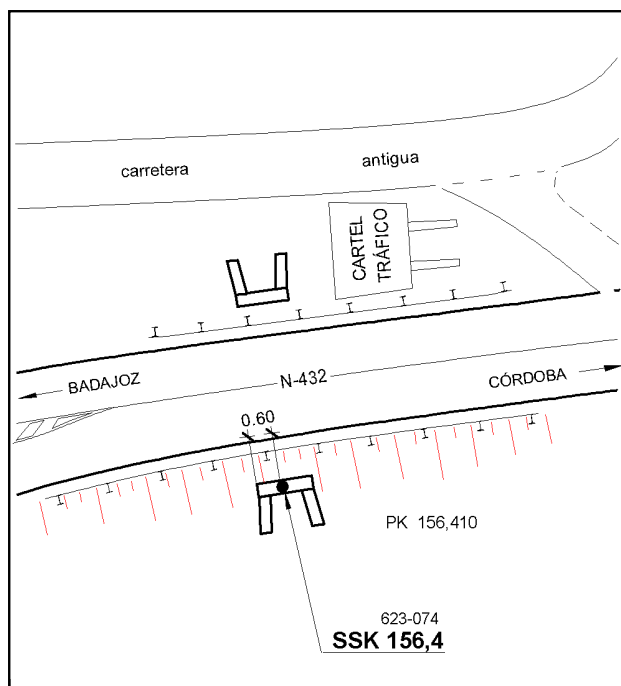 carretera antigua
CARTEL
TRÁFICO
BADAJOZ
N-432
CÓRDOBA
0.60
PK 156,410
623-074
SSK 156,4